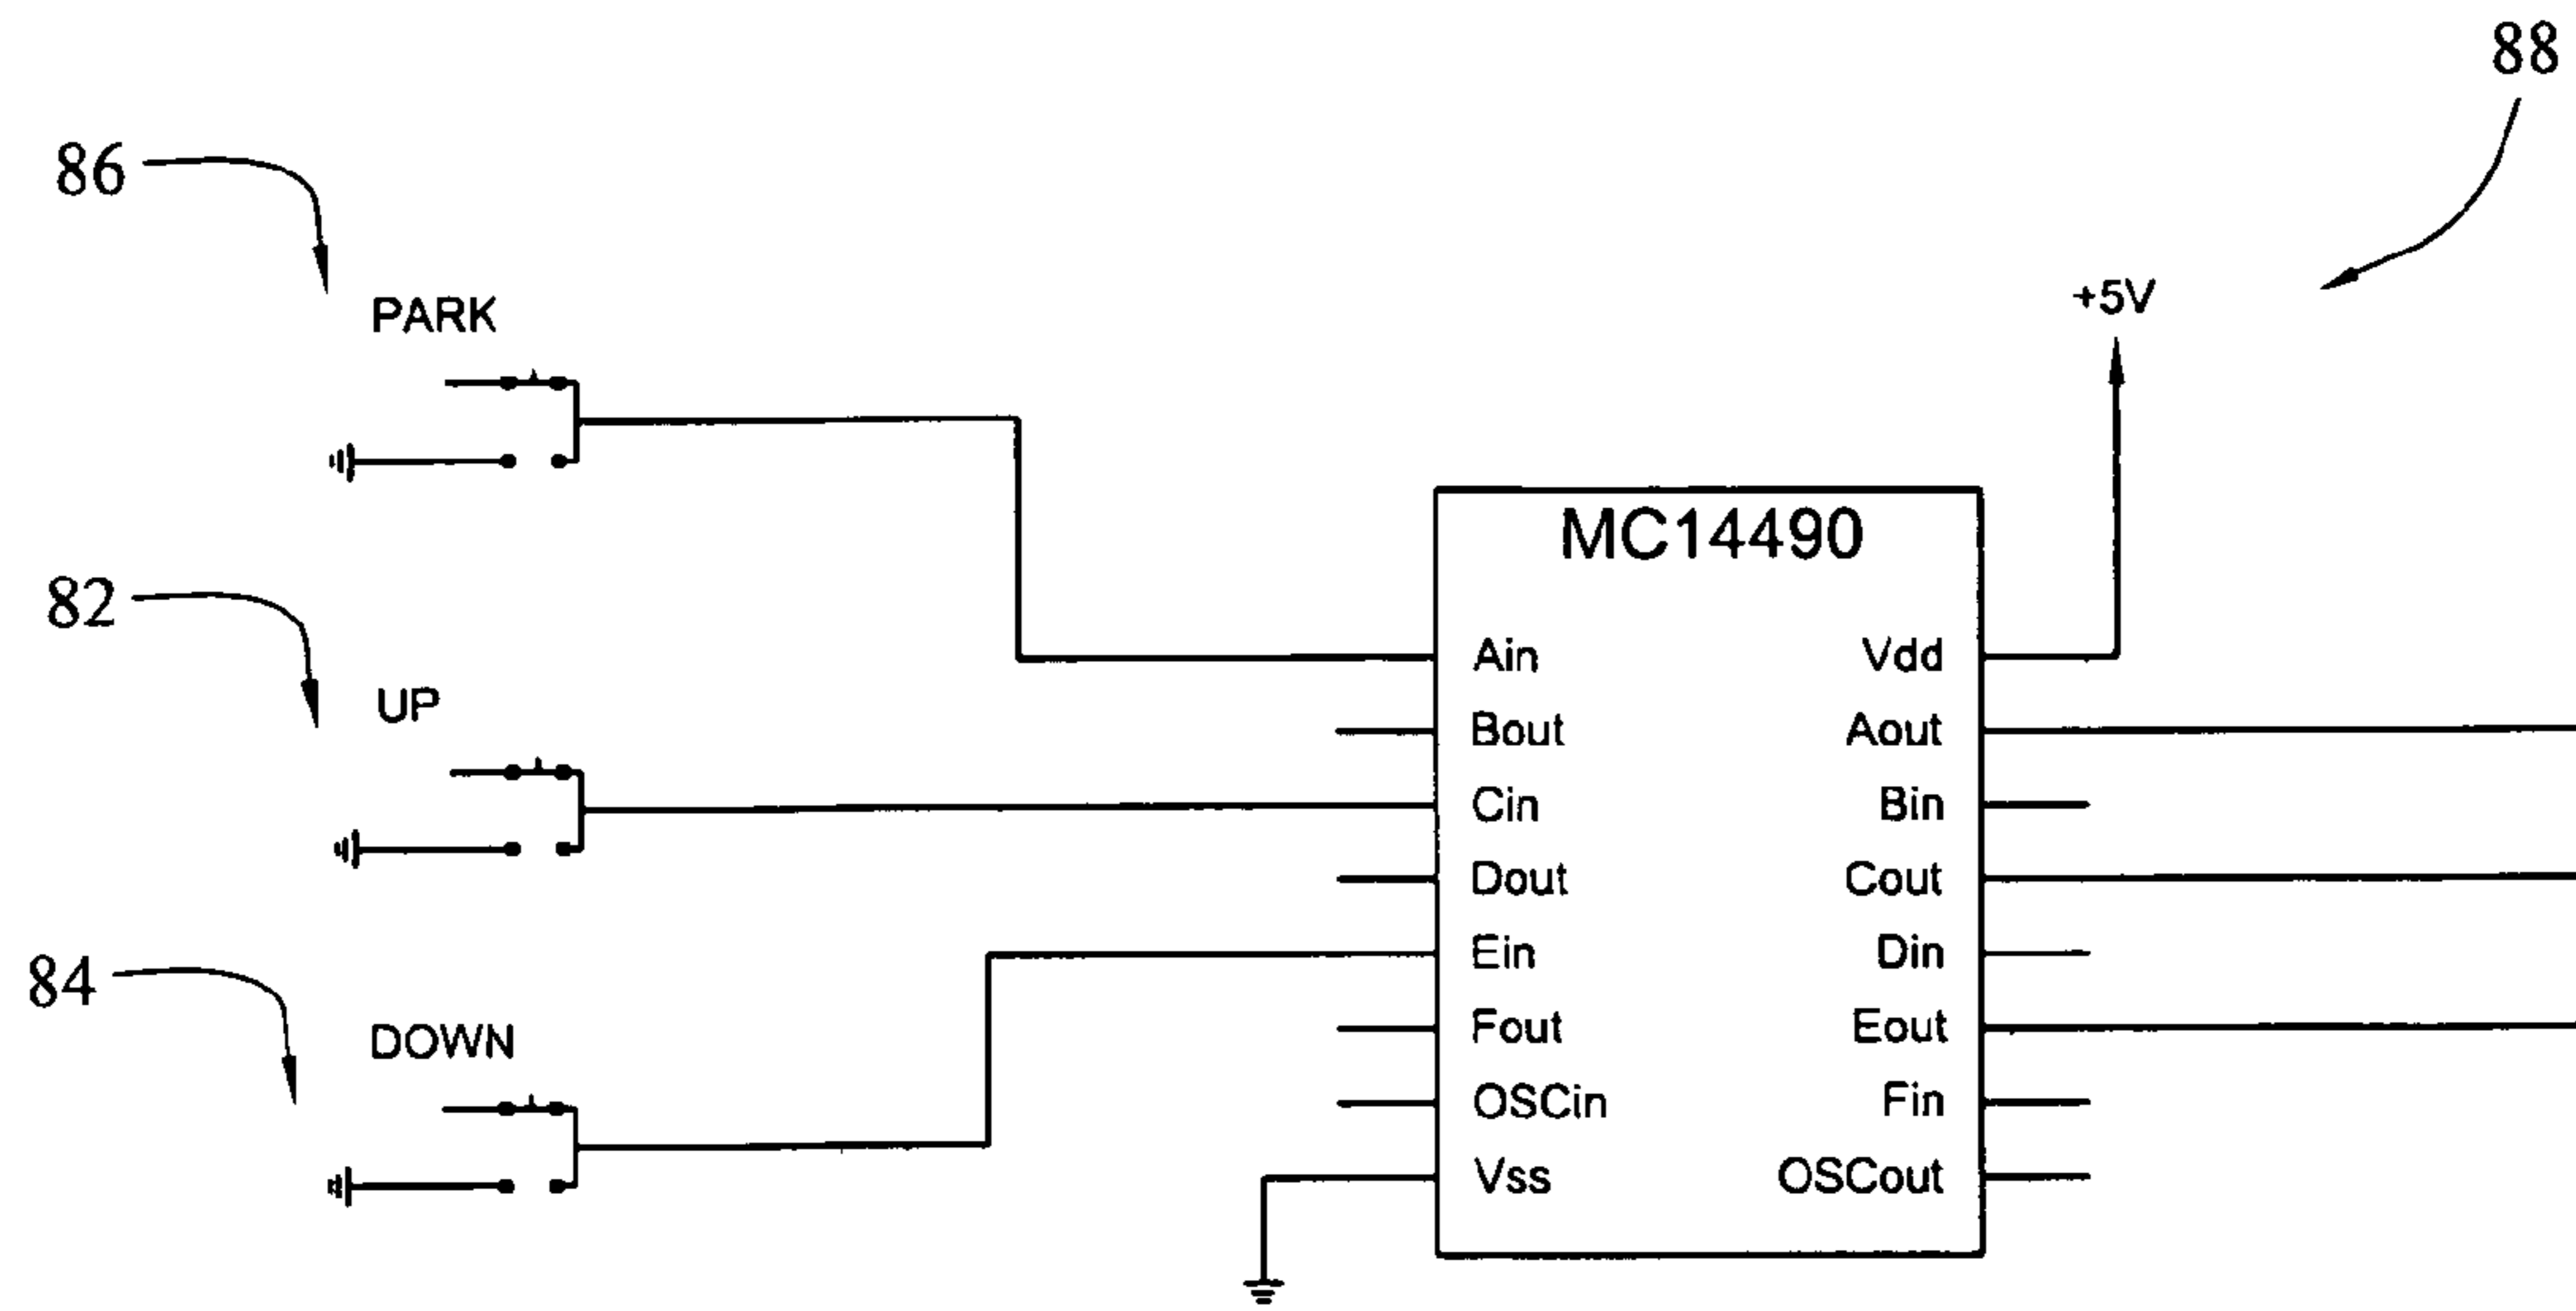 88
86
PARK
+5V
MC14490
82
UP
Ain Vdd
Bout Aout
Cin Bin
Dout Cout
84
DOWN
Ein Din
Fout Eout
OSCin Fin
Vss OSCout